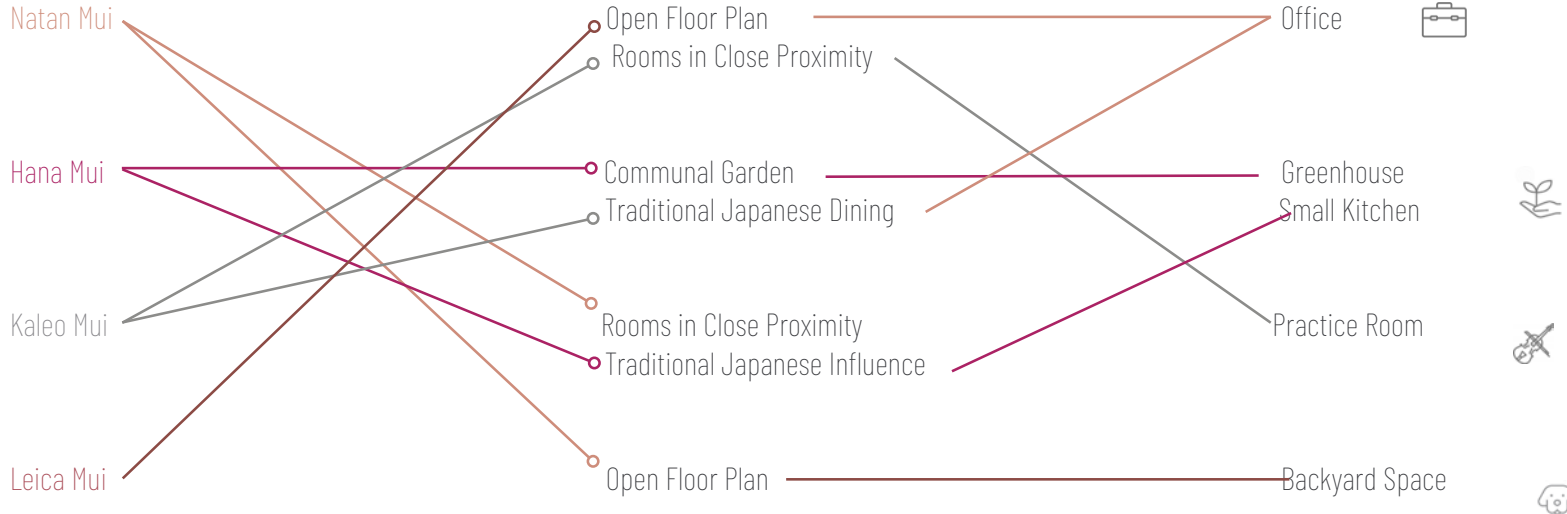 Natan Mui
Open Floor Plan
Office
Rooms in Close Proximity
Hana Mui
Communal Garden
Greenhouse
Traditional Japanese Dining
Small Kitchen
Kaleo Mui
Rooms in Close Proximity
Practice Room
Traditional Japanese Influence
Leica Mui
Open Floor Plan
Backyard Space